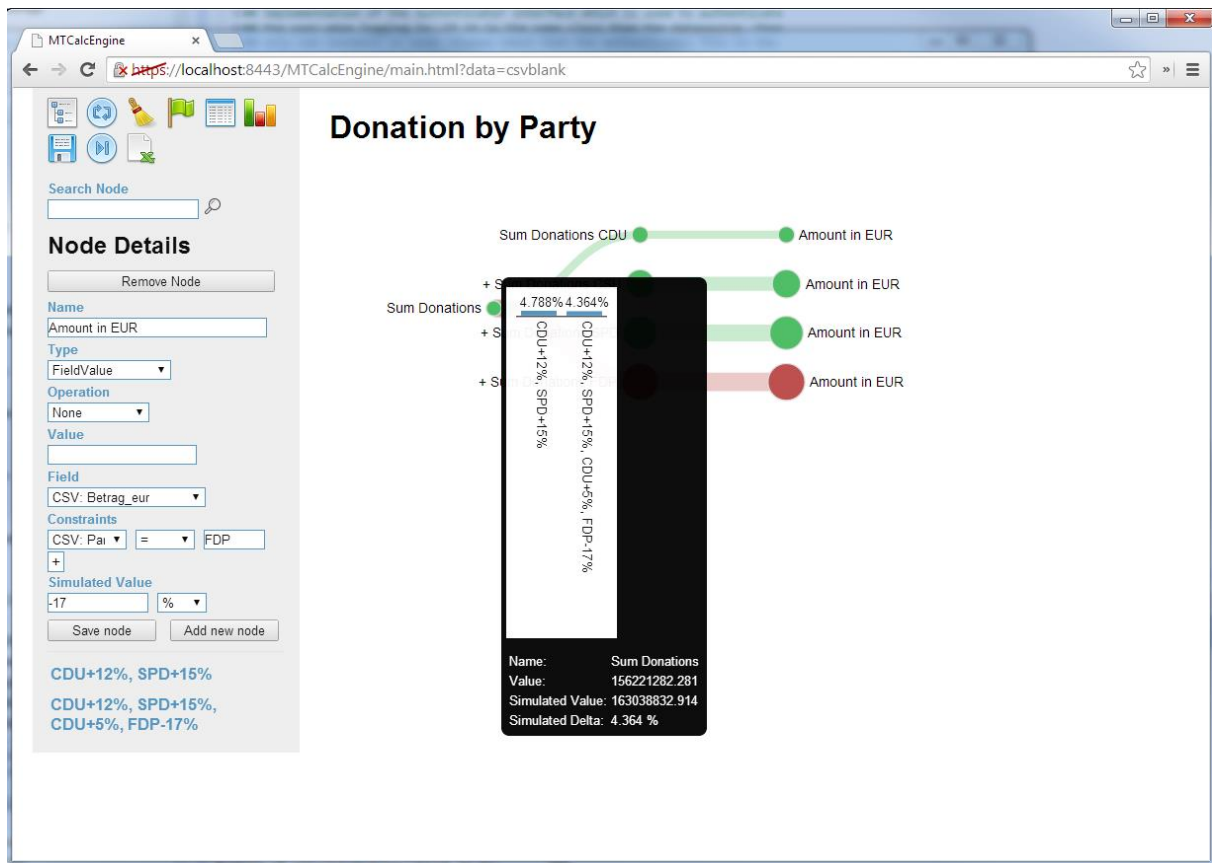 MTCalcEngine
https://localhost:8443/MTCalcEngine/main.html?data=csvblank
Search Node
Node Details
Remove Node
Name
Amount in EUR
Type
FieldValue
Operation
None
Value
Field
CSV: Betrag_eur
Constraints
CSV: Pa
=
FDP
+
Simulated Value
-17
%
Save node
Add new node
CDU+12%, SPD+15%
CDU+12%, SPD+15%,
CDU+5%, FDP-17%
Donation by Party
Sum Donations CDU
Amount in EUR
+ S
Amount in EUR
Sum Donations
+ S
Amount in EUR
+ S
Amount in EUR
4.788% 4.364%
CDU+12%, SPD+15%
CDU+12%, SPD+15%, CDU+5%, FDP-17%
Name: Sum Donations
Value: 156221282.281
Simulated Value: 163038832.914
Simulated Delta: 4.364 %